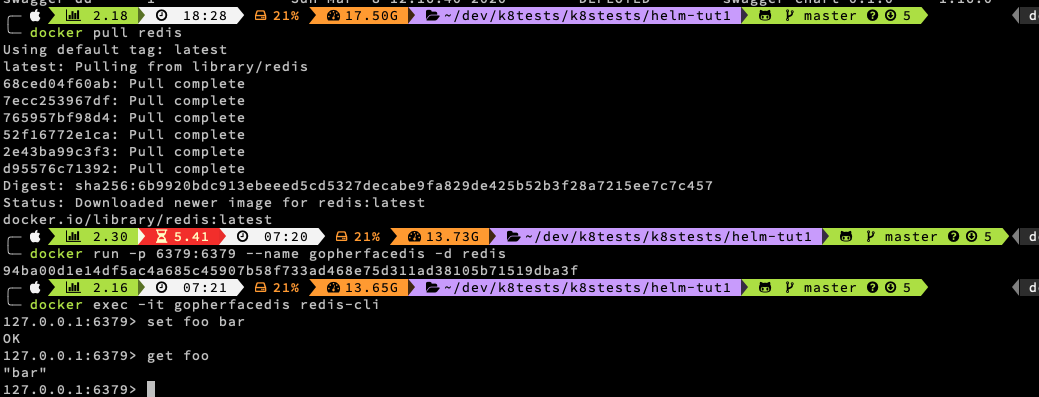 2.18 18:28 21% 17.50G ~/dev/k8tests/k8stests/helm-tut1 master 5
docker pull redis
Using default tag: latest
latest: Pulling from library/redis
68ced04f60ab: Pull complete
7ecc253967df: Pull complete
765957bf98d4: Pull complete
52f16772e1ca: Pull complete
2e43ba99c3f3: Pull complete
d95576c71392: Pull complete
Digest: sha256:6b9920bdc913ebeeed5cd5327decabe9fa829de425b52b3f28a7215ee7c7c457
Status: Downloaded newer image for redis:latest
docker.io/library/redis:latest
2.30 5.41 07:20 21% 13.73G ~/dev/k8tests/k8stests/helm-tut1 master 5
docker run -p 6379:6379 --name gopherfacedis -d redis
94ba00d1e14df5ac4a685c45907b58f733ad468e75d311ad38105b71519dba3f
2.16 07:21 21% 13.65G ~/dev/k8tests/k8stests/helm-tut1 master 5
docker exec -it gopherfacedis redis-cli
127.0.0.1:6379> set foo bar
OK
127.0.0.1:6379> get foo
"bar"
127.0.0.1:6379>